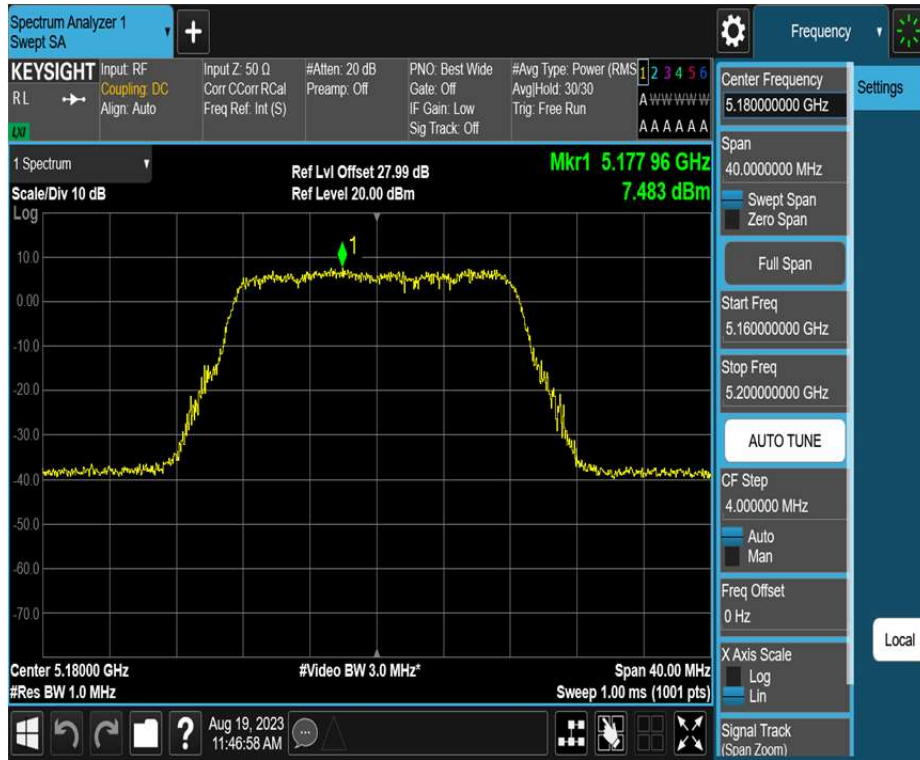 Spectrum Analyzer 1
Swept SA
+
Frequency
KEYSIGHT
RL
LXI
Input: RF
Coupling: DC
Align: Auto
Input Z: 50 Ω
Corr CCorr RCal
Freq Ref: Int (S)
#Atten: 20 dB
Preamp: Off
PNO: Best Wide
Gate: Off
IF Gain: Low
Sig Track: Off
#Avg Type: Power (RMS
Avg|Hold: 30/30
Trig: Free Run
1 2 3 4 5 6
A W W W W W
A A A A A A
1 Spectrum
Scale/Div 10 dB
Log
Ref Lvl Offset 27.99 dB
Ref Level 20.00 dBm
Mkr1 5.177 96 GHz
7.483 dBm
1
10.0
0.00
-10.0
-20.0
-30.0
-40.0
-50.0
-60.0
-70.0
Center 5.18000 GHz
#Res BW 1.0 MHz
#Video BW 3.0 MHz*
Span 40.00 MHz
Sweep 1.00 ms (1001 pts)
?
Aug 19, 2023
11:46:58 AM
Center Frequency
5.18000000 GHz
Settings
Span
40.0000000 MHz
Swept Span
Zero Span
Full Span
Start Freq
5.160000000 GHz
Stop Freq
5.200000000 GHz
AUTO TUNE
CF Step
4.000000 MHz
Auto
Man
Freq Offset
0 Hz
Local
X Axis Scale
Log
Lin
Signal Track
(Span Zoom)